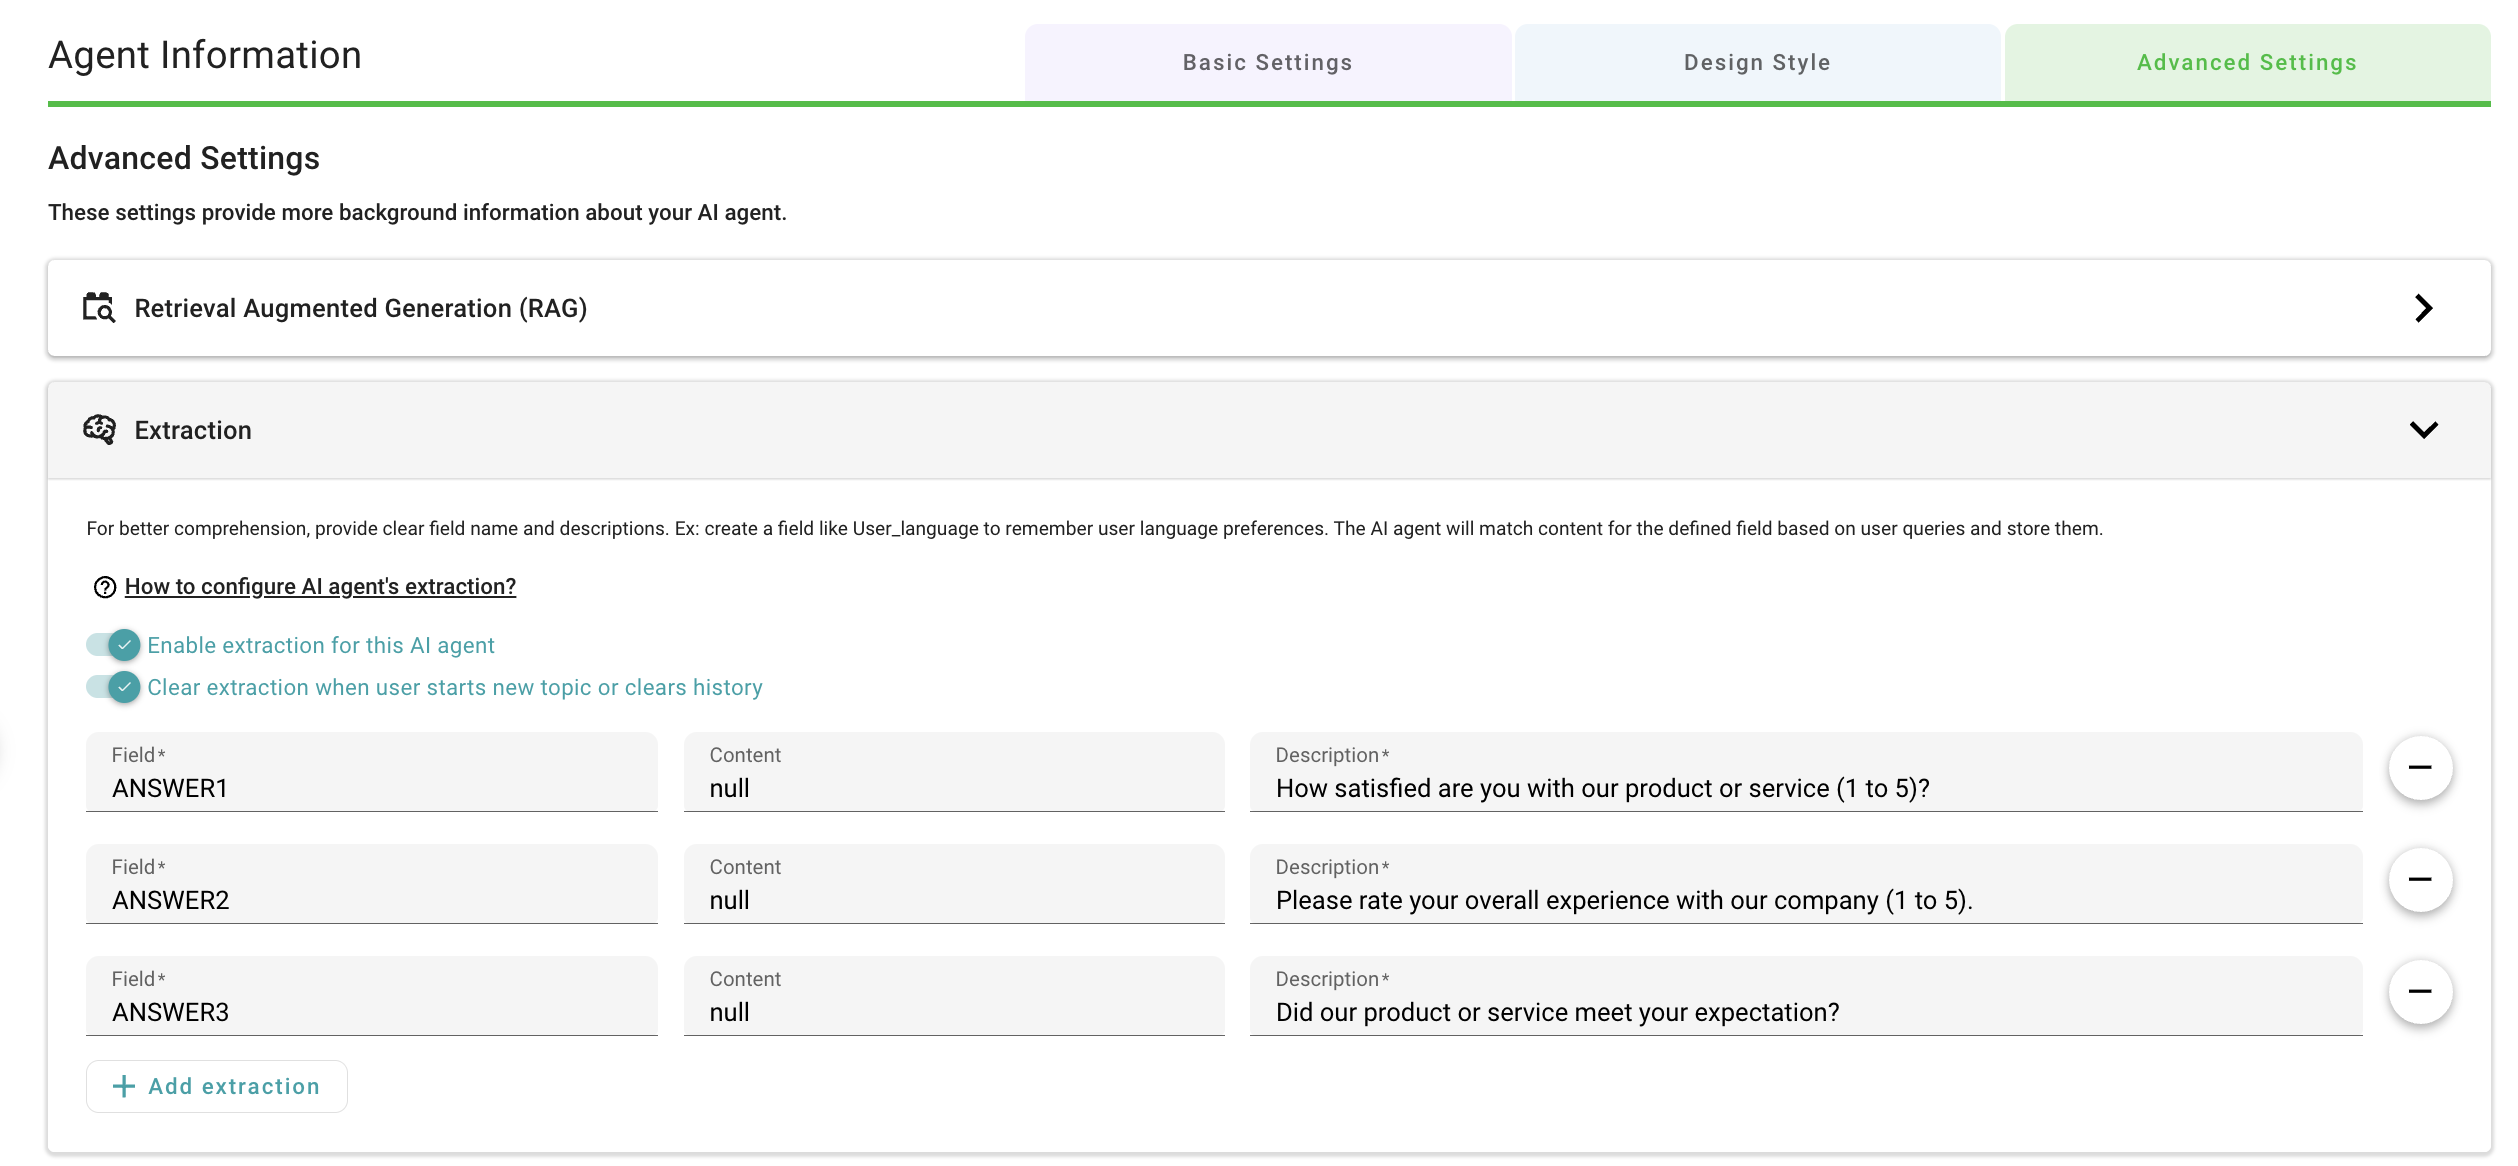 Agent Information
Basic Settings
Design Style
Advanced Settings
Advanced Settings
These settings provide more background information about your AI agent.
Retrieval Augmented Generation (RAG)
Extraction
For better comprehension, provide clear field name and descriptions. Ex: create a field like User_language to remember user language preferences. The AI agent will match content for the defined field based on user queries and store them.
How to configure AI agent's extraction?
Enable extraction for this AI agent
Clear extraction when user starts new topic or clears history
Field*
Content
Description*
ANSWER1
null
How satisfied are you with our product or service (1 to 5)?
Field*
Content
Description*
ANSWER2
null
Please rate your overall experience with our company (1 to 5).
Field*
Content
Description*
ANSWER3
null
Did our product or service meet your expectation?
Add extraction